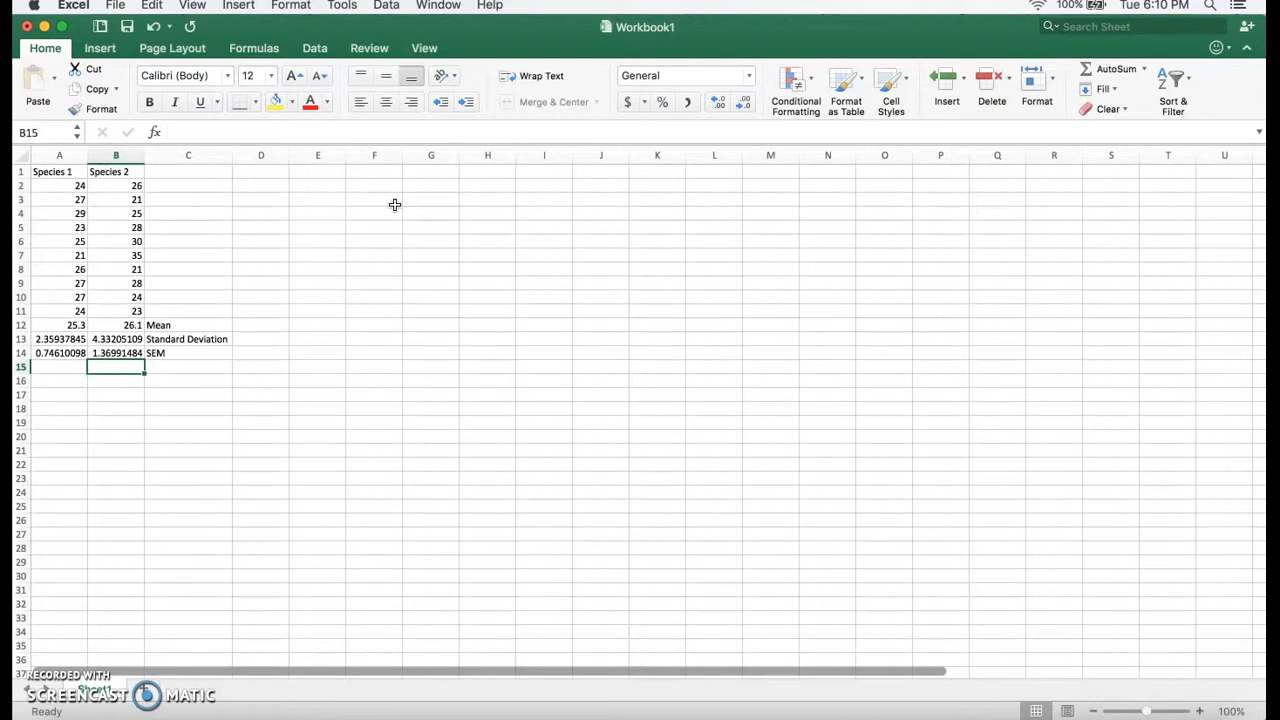 Excel File Edit View Insert Format Tools Data Window Help 100% Tue 6:10 PM
Workbook1 Search Sheet
Home Insert Page Layout Formulas Data Review View
Paste Cut Copy Format
Calibri (Body) 12 B I U A A A
Wrap Text Merge & Center
General $ % ,
Conditional Formatting Format as Table Cell Styles Insert Delete Format
AutoSum Fill Clear Sort & Filter
B15 fx
A B C D E F G H I J K L M N O P Q R S T U
1 Species 1 Species 2
2 24 26
3 27 21
4 29 25
5 23 28
6 25 30
7 21 35
8 26 21
9 27 28
10 27 24
11 24 23
12 25.3 26.1 Mean
13 2.35937845 4.33205109 Standard Deviation
14 0.74610098 1.36991484 SEM
15
16
17
18
19
20
21
22
23
24
25
26
27
28
29
30
31
32
33
34
35
36
37
RECORDED WITH
SCREENCAST MATIC
Sheet1
Ready 100%